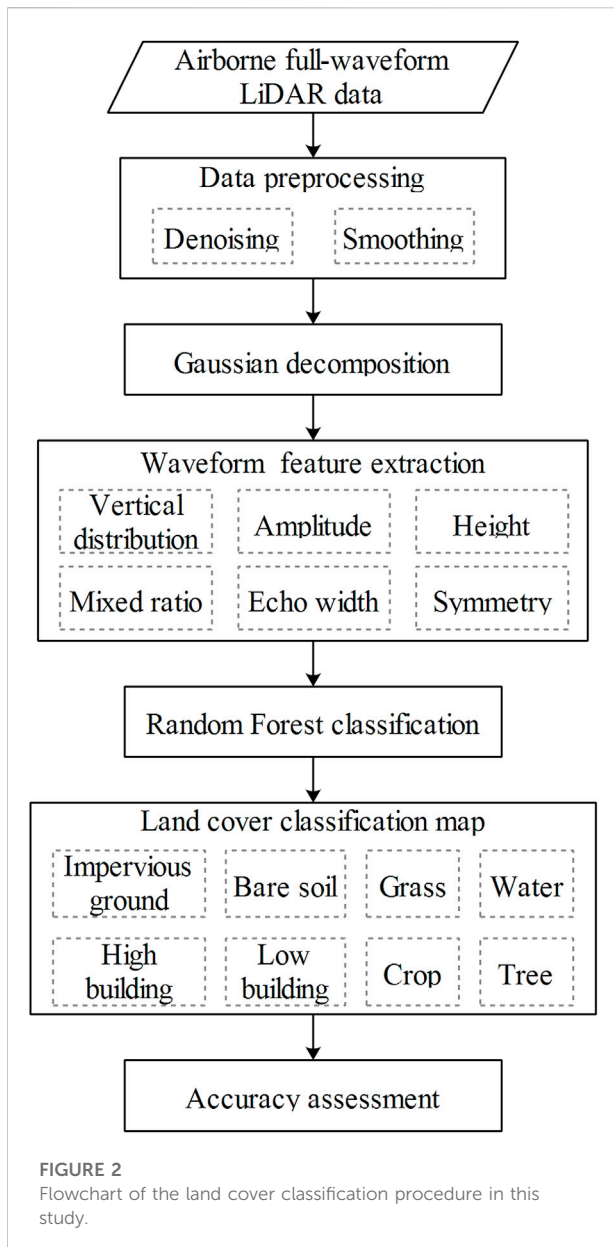 Airborne full-waveform
LiDAR data
Data preprocessing
Denoising Smoothing
Gaussian decomposition
Waveform feature extraction
Vertical
distribution
Amplitude
Height
Mixed ratio Echo width Symmetry
Random Forest classification
Land cover classification map
Impervious
ground
Bare soil
Grass
Water
High
building
Low
building
Crop
Tree
Accuracy assessment
FIGURE 2
Flowchart of the land cover classification procedure in this
study.